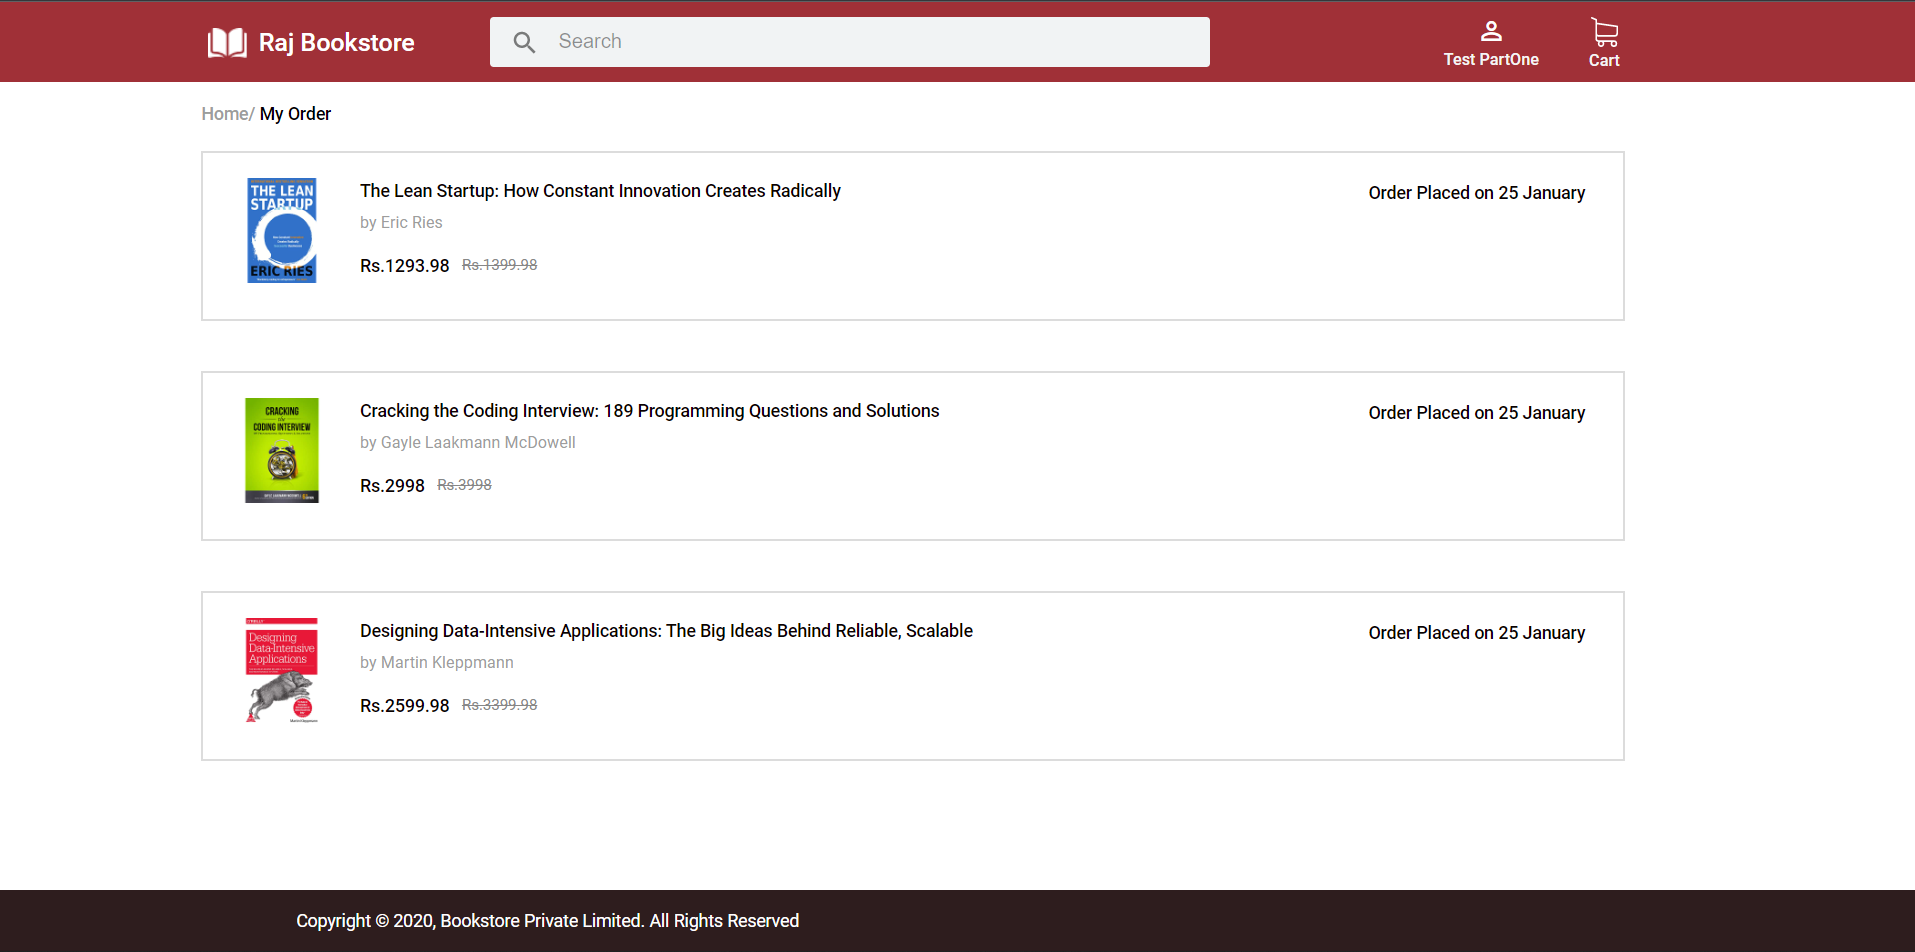 Raj Bookstore
Search
Test PartOne
Cart
Home/ My Order
THE LEAN
STARTUP
ERIC RIES
The Lean Startup: How Constant Innovation Creates Radically
by Eric Ries
Rs.1293.98 Rs.1399.98
Order Placed on 25 January
CRACKING
the
CODING INTERVIEW
Cracking the Coding Interview: 189 Programming Questions and Solutions
by Gayle Laakmann McDowell
Rs.2998 Rs.3998
Order Placed on 25 January
Designing
Data-Intensive
Applications
Designing Data-Intensive Applications: The Big Ideas Behind Reliable, Scalable
by Martin Kleppmann
Rs.2599.98 Rs.3399.98
Order Placed on 25 January
Copyright © 2020, Bookstore Private Limited. All Rights Reserved